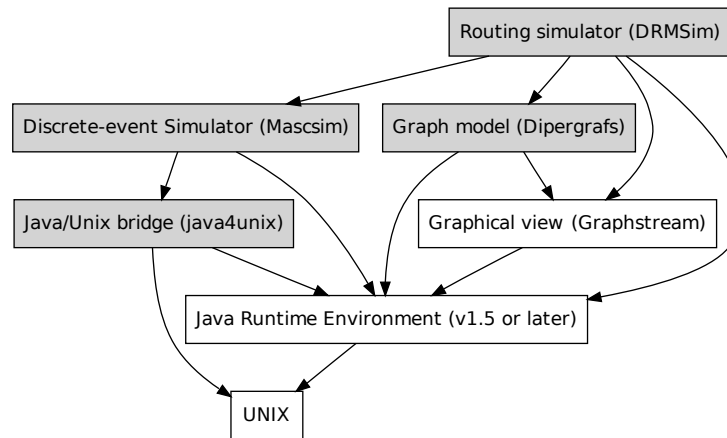 Routing simulator (DRMSim)
Discrete-event Simulator (Mascsim)
Graph model (Dipergrafs)
Java/Unix bridge (java4unix)
Graphical view (Graphstream)
Java Runtime Environment (v1.5 or later)
UNIX